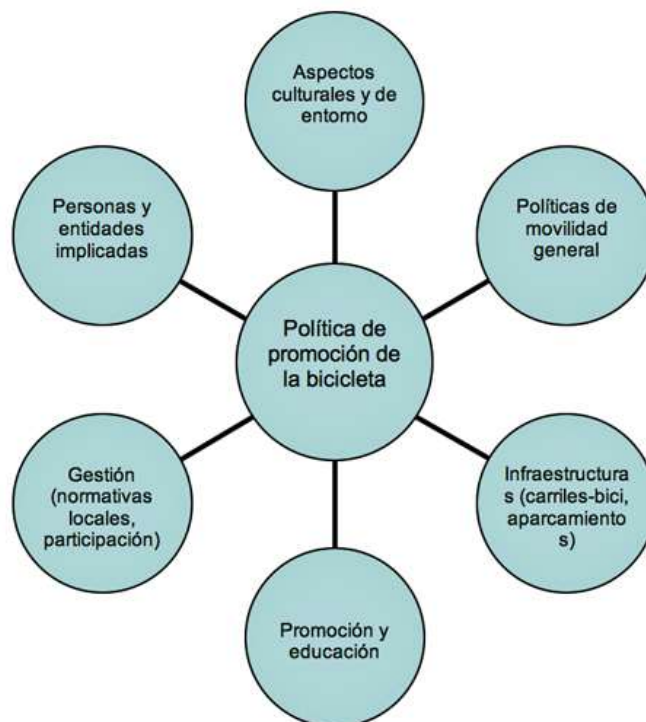 Aspectos
culturales y de
entorno
Personas y
entidades
implicadas
Políticas de
movilidad
general
Política de
promoción de
la bicicleta
Gestión
(normativas
locales,
participación)
Infraestructura
s (carriles-bici,
aparcamiento
s)
Promoción y
educación